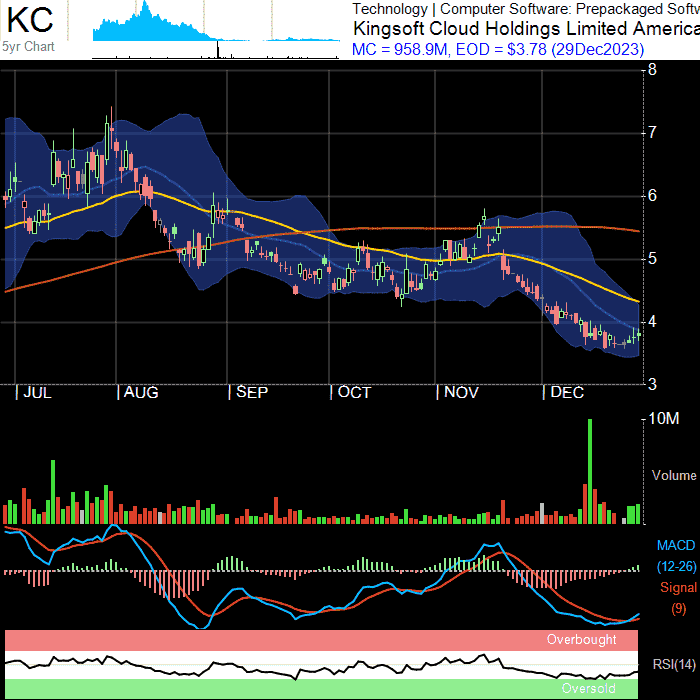 KC
5yr Chart
Technology | Computer Software: Prepackaged Softw
Kingsoft Cloud Holdings Limited America
MC = 958.9M, EOD = $3.78 (29Dec2023)
8
7
6
5
4
3
JUL AUG SEP OCT NOV DEC
10M
Volume
MACD
(12-26)
Signal
(9)
Overbought
RSI(14)
Oversold